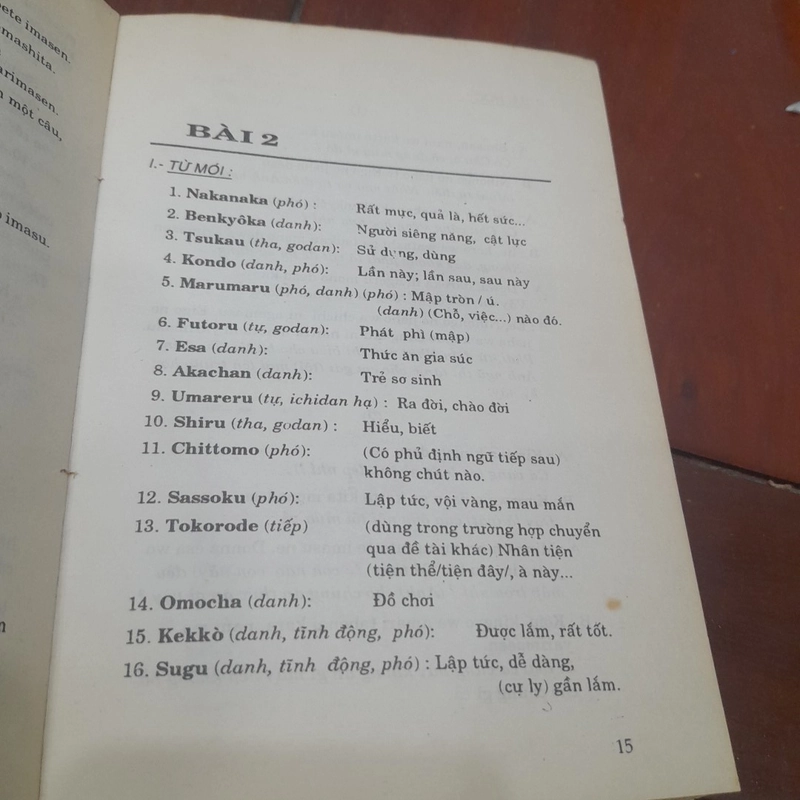 ete imasen.
mashita.
arimasen.
một câu,
imasu.
BÀI 2
I.- TỪ MỚI :
1. Nakanaka (phó) : Rất mực, quả là, hết sức...
2. Benkyôka (danh): Người siêng năng, cật lực
3. Tsukau (tha, godan): Sử dụng, dùng
4. Kondo (danh, phó): Lần này; lần sau, sau này
5. Marumaru (phó, danh) (phó) : Mập tròn / ú.
(danh) (Chỗ, việc...) nào đó.
6. Futoru (tự, godan): Phát phì (mập)
7. Esa (danh): Thức ăn gia súc
8. Akachan (danh): Trẻ sơ sinh
9. Umareru (tự, ichidan hạ) : Ra đời, chào đời
10. Shiru (tha, godan) : Hiểu, biết
11. Chittomo (phó): (Có phủ định ngữ tiếp sau)
không chút nào.
12. Sassoku (phó): Lập tức, vội vàng, mau mắn
13. Tokorode (tiếp) (dùng trong trường hợp chuyển
qua đề tài khác) Nhân tiện
(tiện thể/tiện đây/, à này...
14. Omocha (danh): Đồ chơi
15. Kekkò (danh, tĩnh động, phó): Được lắm, rất tốt.
16. Sugu (danh, tĩnh động, phó) : Lập tức, dễ dàng,
(cự ly) gần lắm.
15